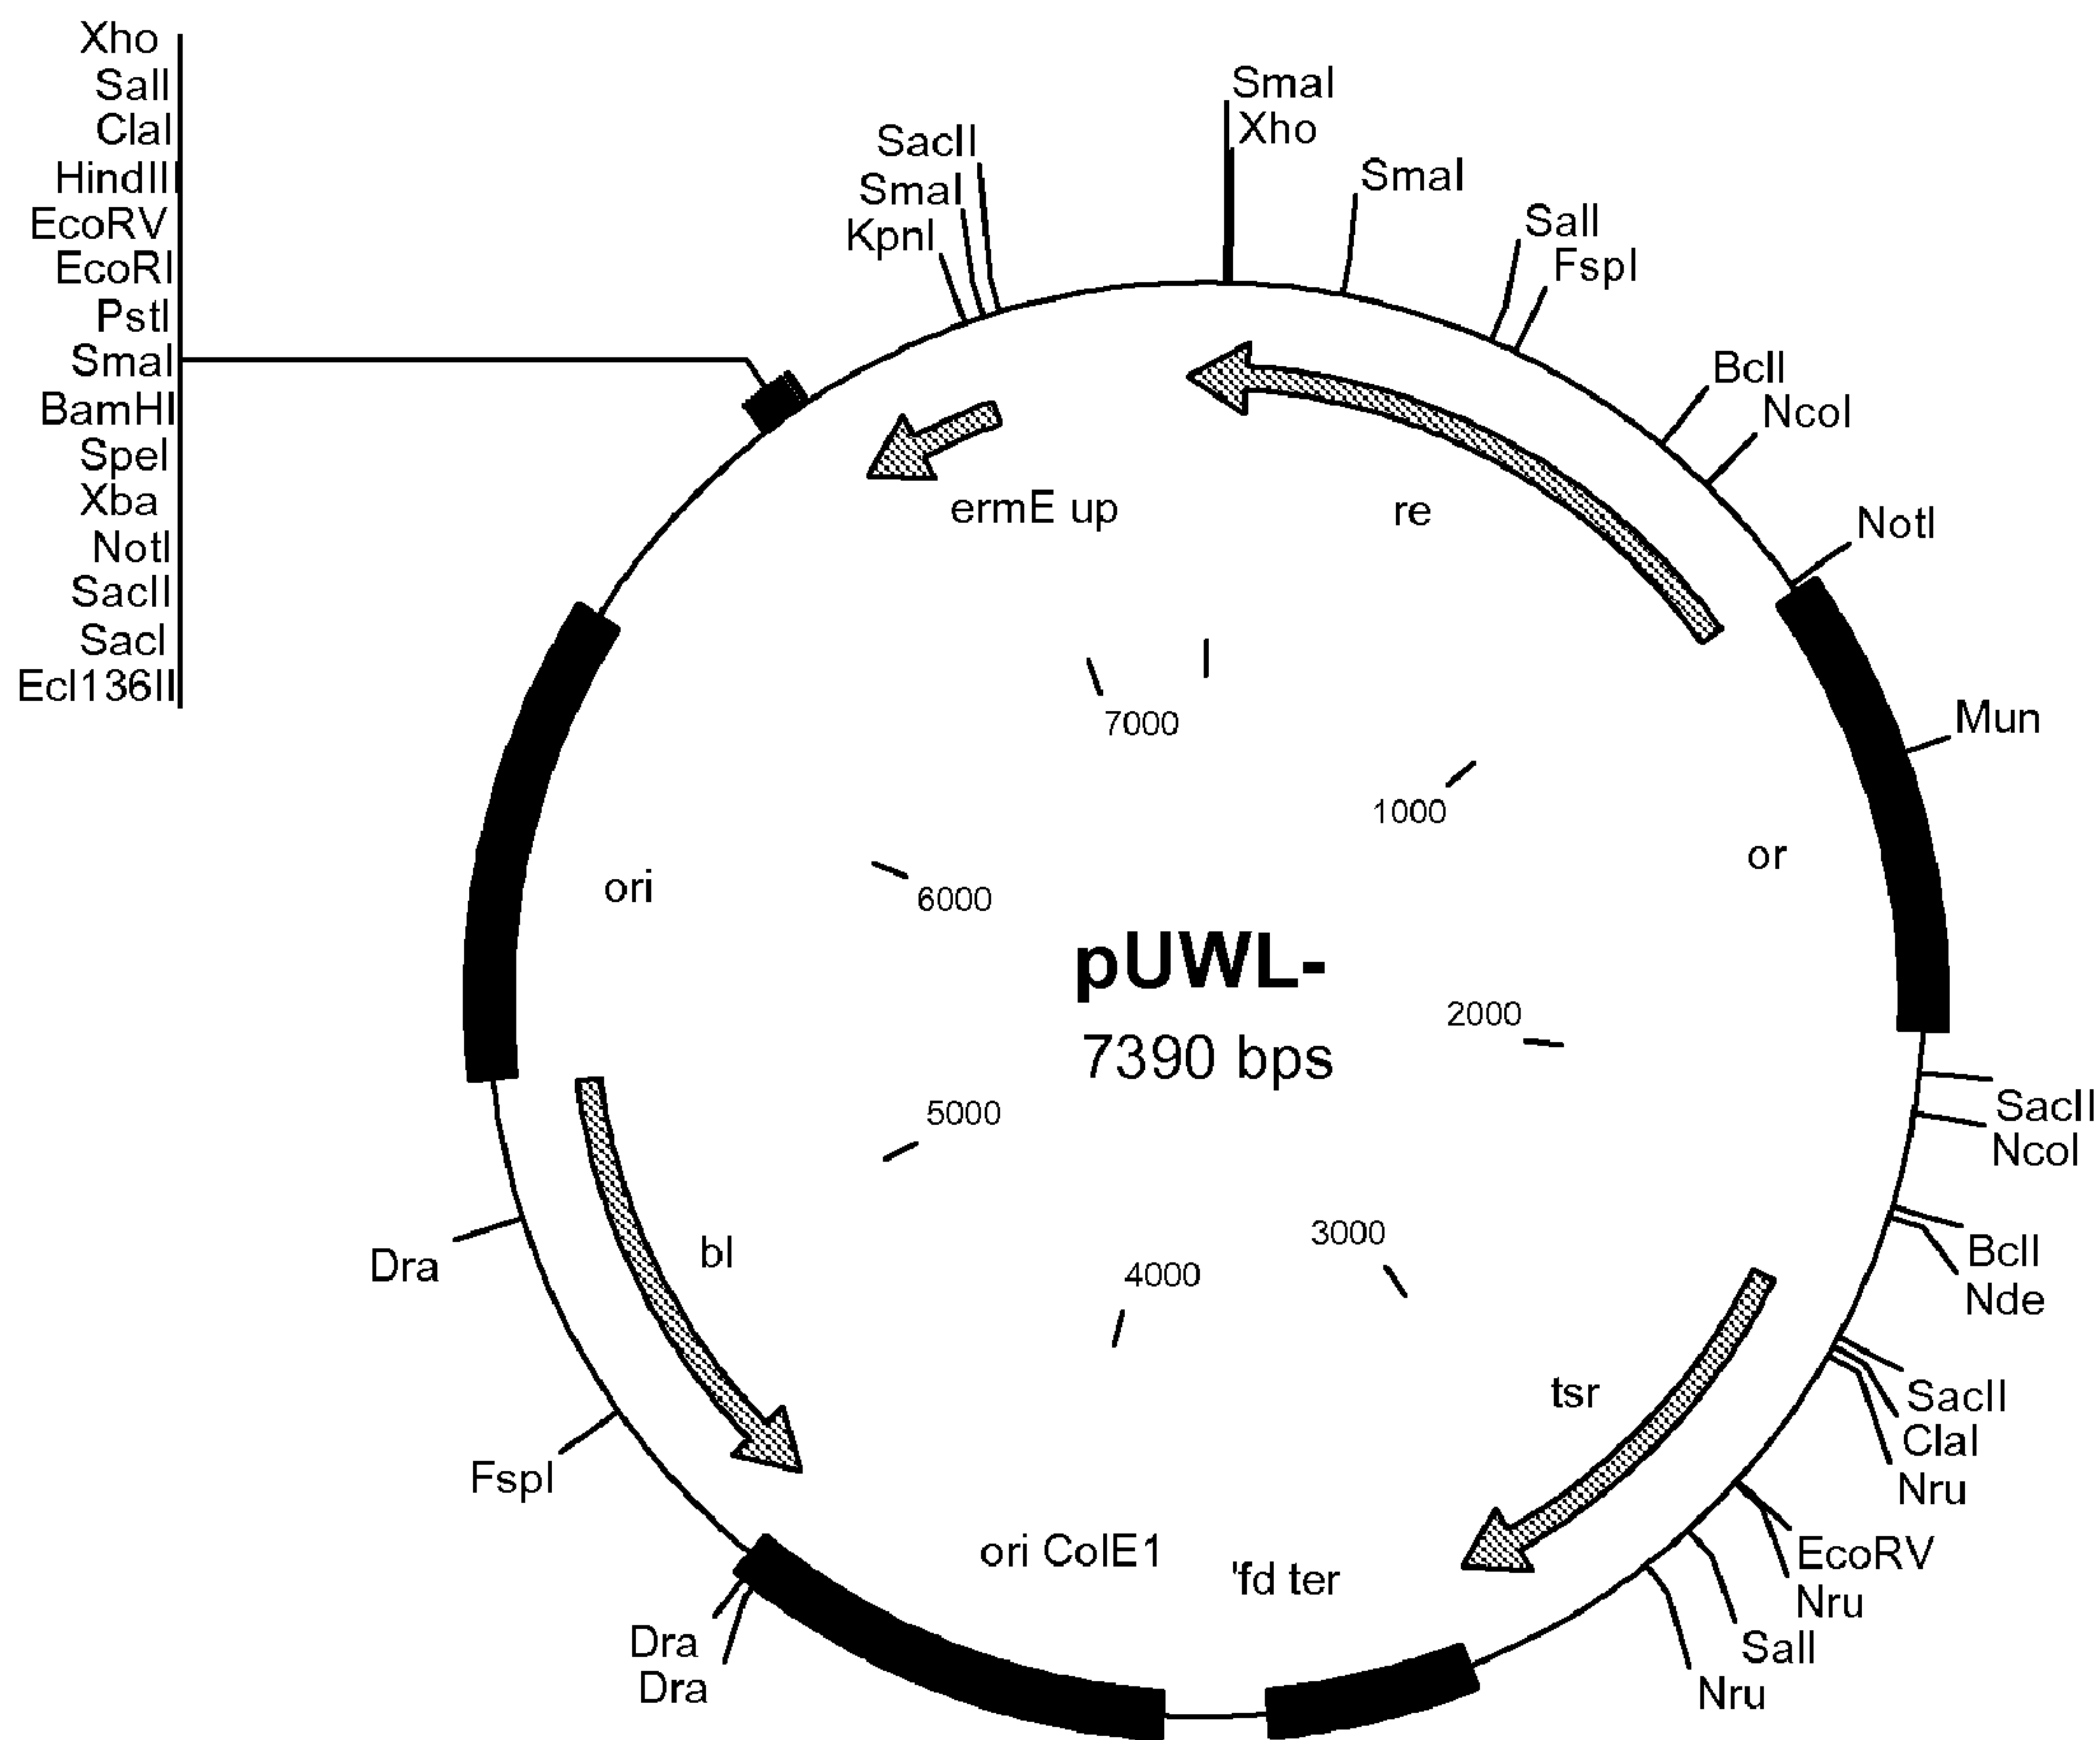 Xho
SalI
ClaI
HindIII
EcoRV
EcoRI
PstI
SmaI
BamHI
SpeI
Xba
NotI
SacII
SacI
Ecl136II
KpnI
SmaI
SacII
SmaI
Xho
SmaI
SalI
FspI
BclI
NcoI
NotI
Mun
SacII
NcoI
BclI
Nde
SacII
ClaI
Nru
EcoRV
Nru
SalI
Nru
Dra
Dra
FspI
Dra
ermE up
re
or
tsr
'fd ter
ori ColE1
bl
ori
7000
1000
2000
3000
4000
5000
6000
pUWL-
7390 bps